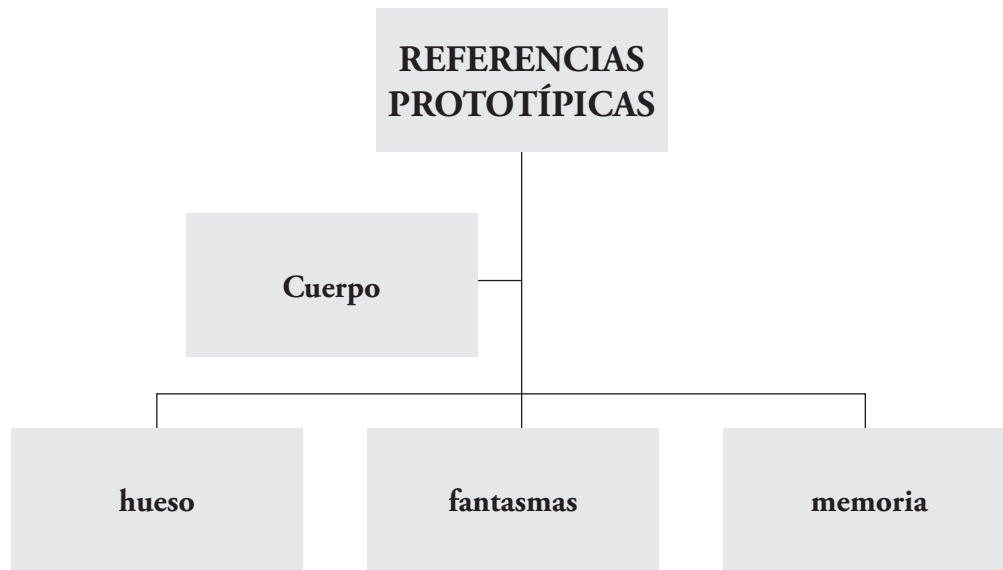 REFERENCIAS
PROTOTÍPICAS
Cuerpo
hueso
fantasmas
memoria